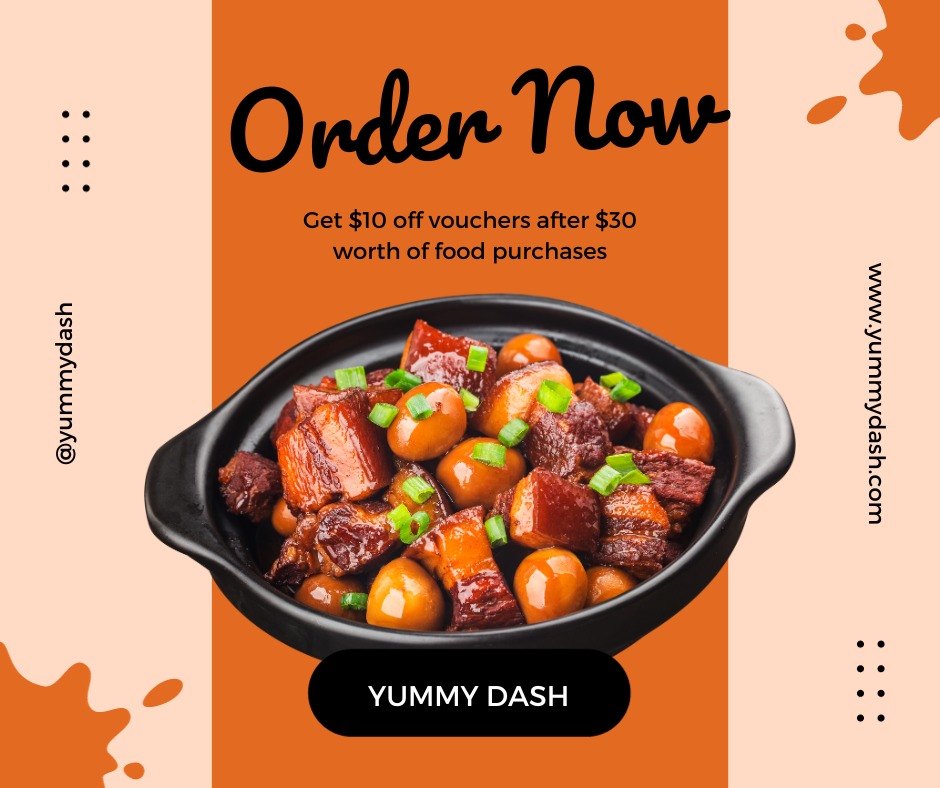 Order Now
Get $10 off vouchers after $30
worth of food purchases
@yummydash
www.yummydash.com
YUMMY DASH